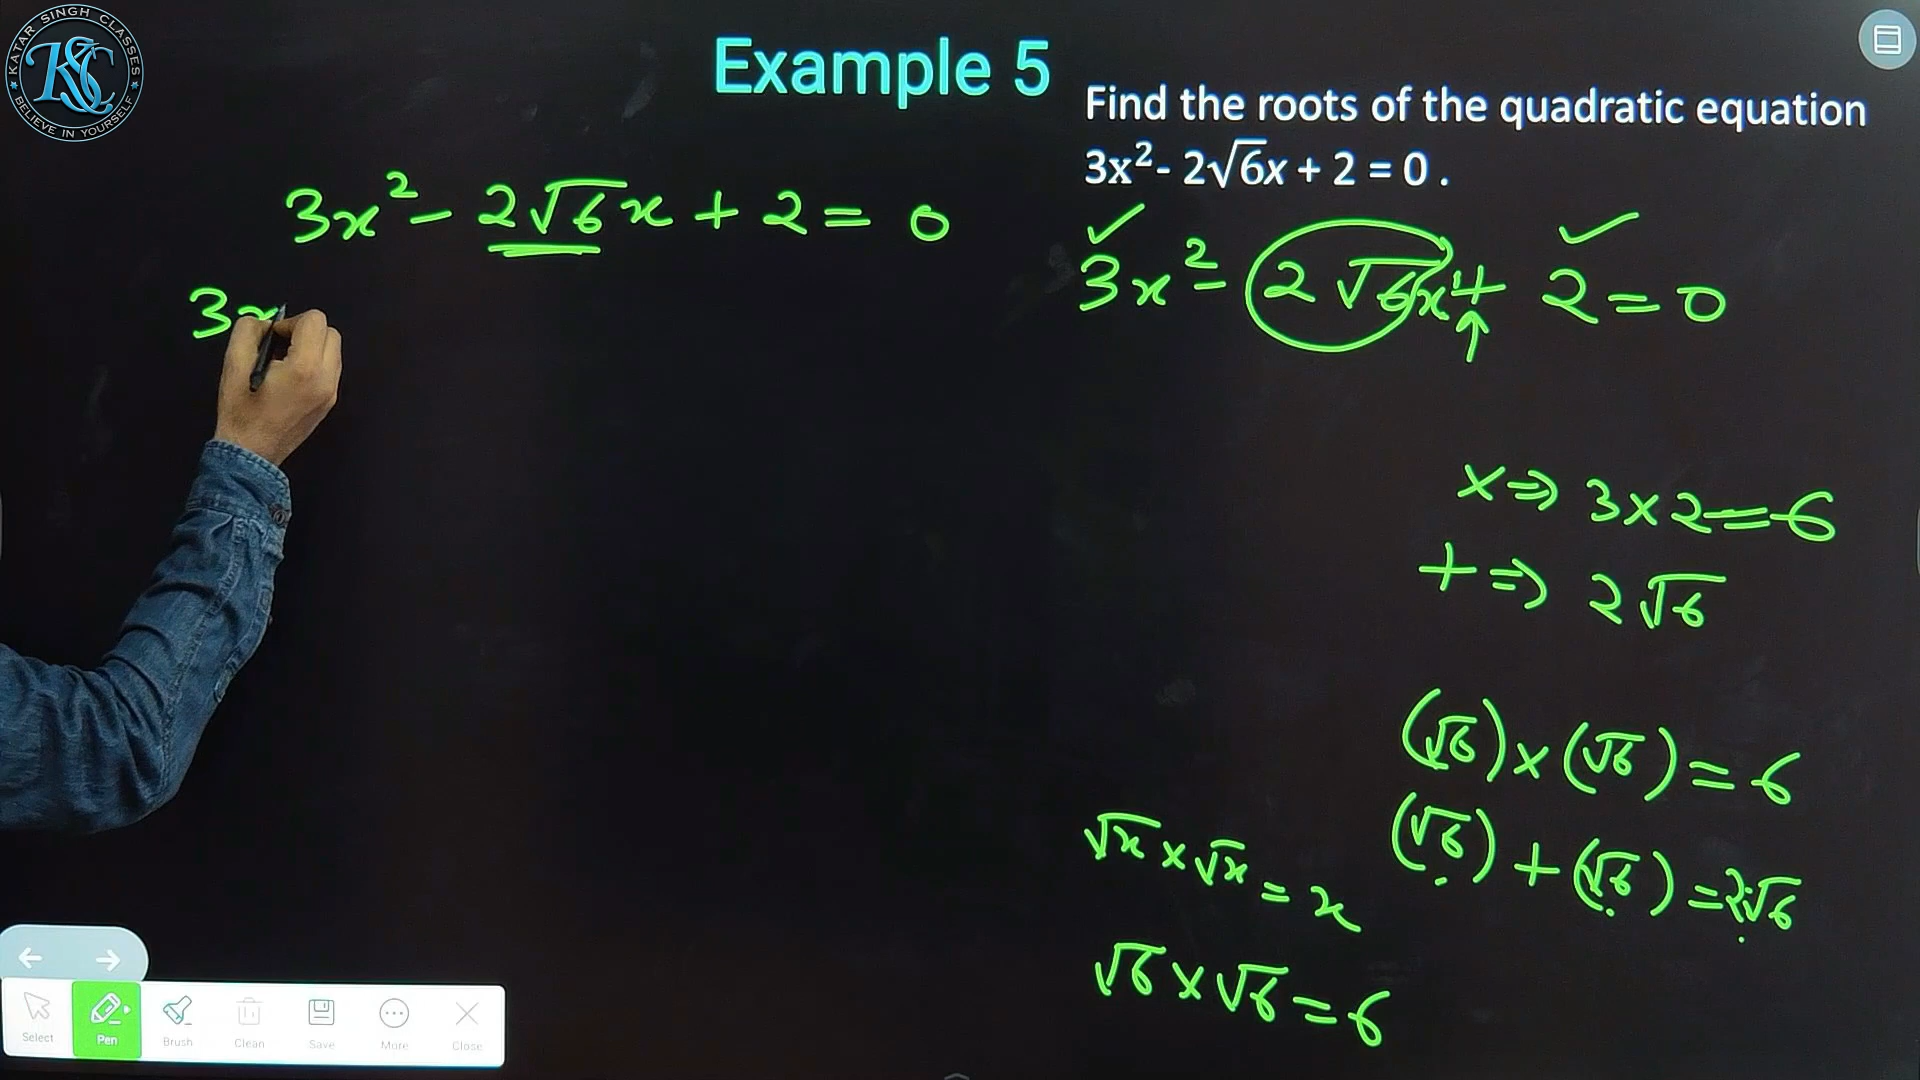 KATAR SINGH CLASSES
KSC
BELIEVE IN YOURSELF
Example 5
Find the roots of the quadratic equation
3x² - 2√6x + 2 = 0 .
3x² - 2√6x + 2 = 0
3x² - 2√6x + 2 = 0
3x
x ⇒ 3 x 2 = 6
+ ⇒ 2√6
(√6) x (√6) = 6
(√6) + (√6) = 2√6
√x x √x = x
√6 x √6 = 6
Select Pen Brush Clean Save More Close